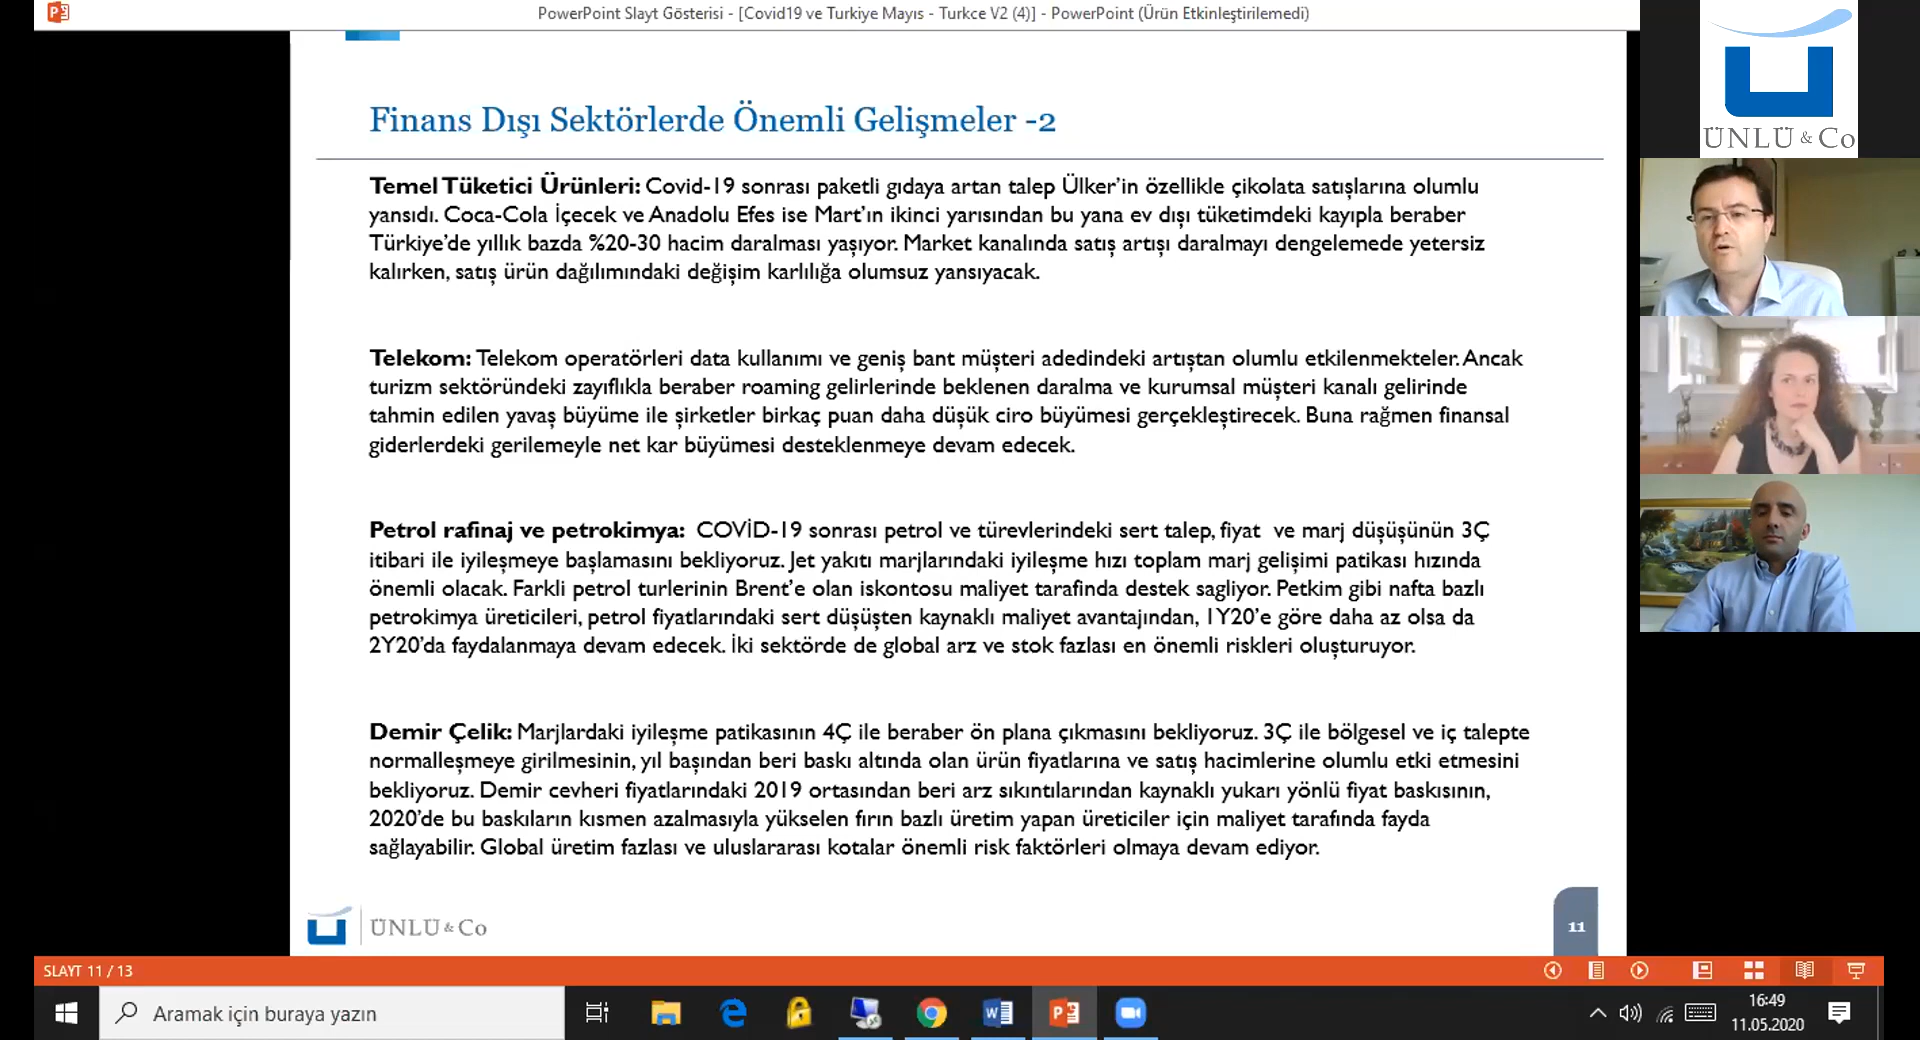 PowerPoint Slayt Gösterisi - [Covid19 ve Turkiye Mayıs - Turkce V2 (4)] - PowerPoint (Ürün Etkinleştirilemedi)
ÜNLÜ & Co
Finans Dışı Sektörlerde Önemli Gelişmeler -2
Temel Tüketici Ürünleri: Covid-19 sonrası paketli gıdaya artan talep Ülker'in özellikle çikolata satışlarına olumlu
yansıdı. Coca-Cola İçecek ve Anadolu Efes ise Mart'ın ikinci yarısından bu yana ev dışı tüketimdeki kayıpla beraber
Türkiye'de yıllık bazda %20-30 hacim daralması yaşıyor. Market kanalında satış artışı daralmayı dengelemede yetersiz
kalırken, satış ürün dağılımındaki değişim karlılığa olumsuz yansıyacak.
Telekom: Telekom operatörleri data kullanımı ve geniş bant müşteri adedindeki artıştan olumlu etkilenmekteler. Ancak
turizm sektöründeki zayıflıkla beraber roaming gelirlerinde beklenen daralma ve kurumsal müşteri kanalı gelirinde
tahmin edilen yavaş büyüme ile şirketler birkaç puan daha düşük ciro büyümesi gerçekleştirecek. Buna rağmen finansal
giderlerdeki gerilemeyle net kar büyümesi desteklenmeye devam edecek.
Petrol rafinaj ve petrokimya: COVİD-19 sonrası petrol ve türevlerindeki sert talep, fiyat ve marj düşüşünün 3Ç
itibari ile iyileşmeye başlamasını bekliyoruz. Jet yakıtı marjlarındaki iyileşme hızı toplam marj gelişimi patikası hızında
önemli olacak. Farkli petrol turlerinin Brent'e olan iskontosu maliyet tarafinda destek sagliyor. Petkim gibi nafta bazlı
petrokimya üreticileri, petrol fiyatlarındaki sert düşüşten kaynaklı maliyet avantajından, 1Y20'e göre daha az olsa da
2Y20'da faydalanmaya devam edecek. İki sektörde de global arz ve stok fazlası en önemli riskleri oluşturuyor.
Demir Çelik: Marjlardaki iyileşme patikasının 4Ç ile beraber ön plana çıkmasını bekliyoruz. 3Ç ile bölgesel ve iç talepte
normalleşmeye girilmesinin, yıl başından beri baskı altında olan ürün fiyatlarına ve satış hacimlerine olumlu etki etmesini
bekliyoruz. Demir cevheri fiyatlarındaki 2019 ortasından beri arz sıkıntılarından kaynaklı yukarı yönlü fiyat baskısının,
2020'de bu baskıların kısmen azalmasıyla yükselen fırın bazlı üretim yapan üreticiler için maliyet tarafında fayda
sağlayabilir. Global üretim fazlası ve uluslararası kotalar önemli risk faktörleri olmaya devam ediyor.
ÜNLÜ & Co
11
SLAYT 11 / 13
Aramak için buraya yazın
16:49
11.05.2020